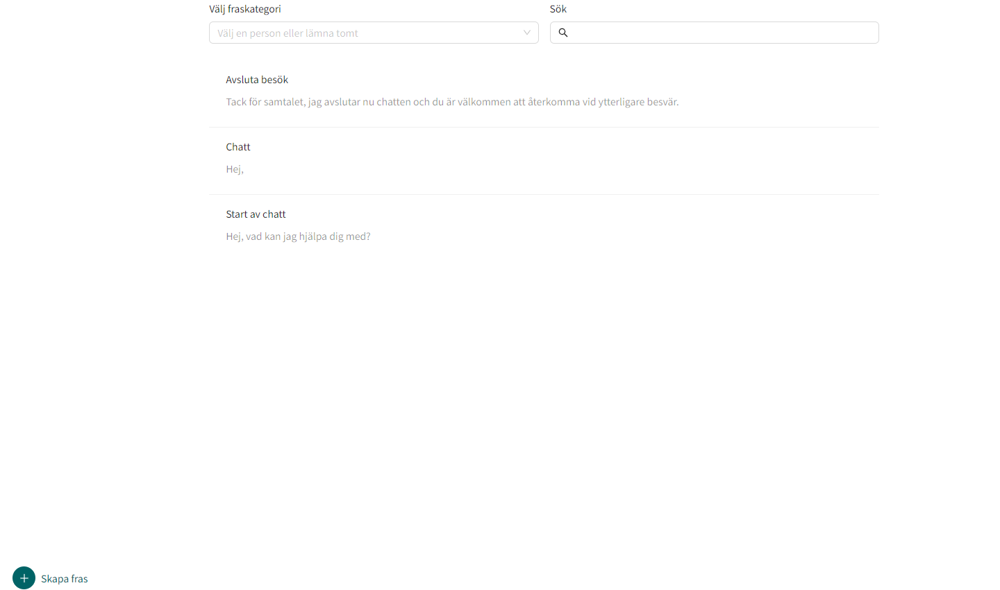 Välj fraskategori
Sök
Välj en person eller lämna tomt
Avsluta besök
Tack för samtalet, jag avslutar nu chatten och du är välkommen att återkomma vid ytterligare besvär.
Chatt
Hej,
Start av chatt
Hej, vad kan jag hjälpa dig med?
Skapa fras